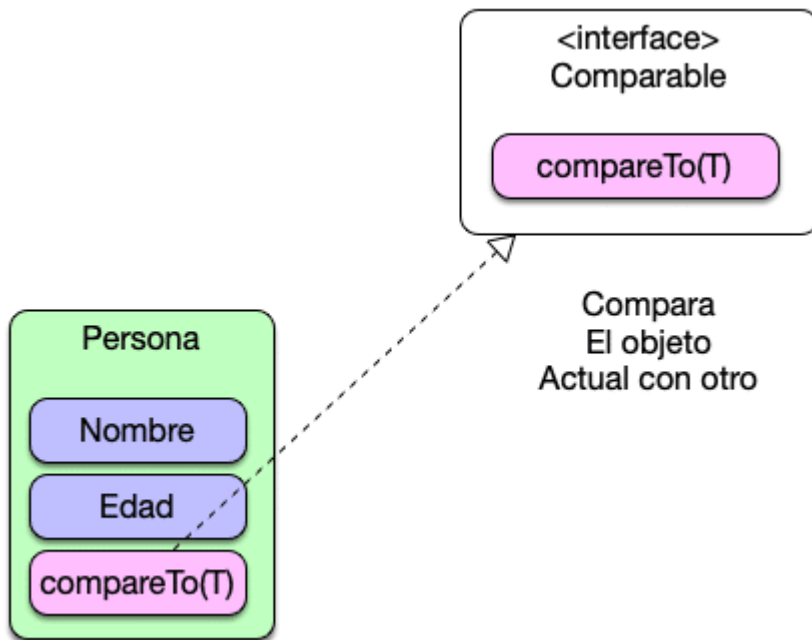 <interface>
Comparable
compareTo(T)
Compara
El objeto
Actual con otro
Persona
Nombre
Edad
compareTo(T)